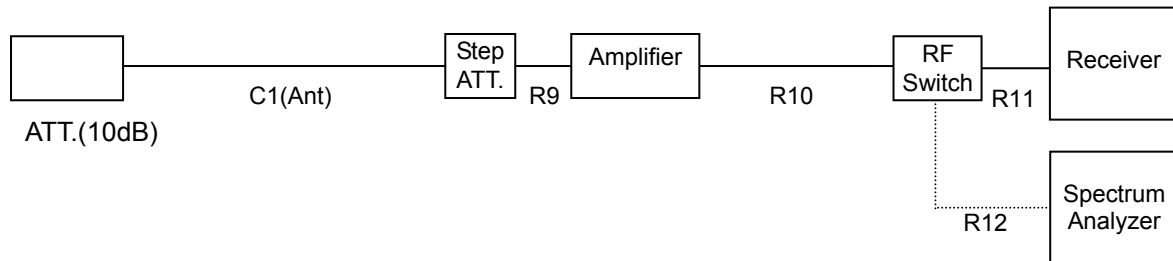 ATT.(10dB)
C1(Ant)
Step
ATT.
R9
Amplifier
R10
RF
Switch
R11
Receiver
R12
Spectrum
Analyzer